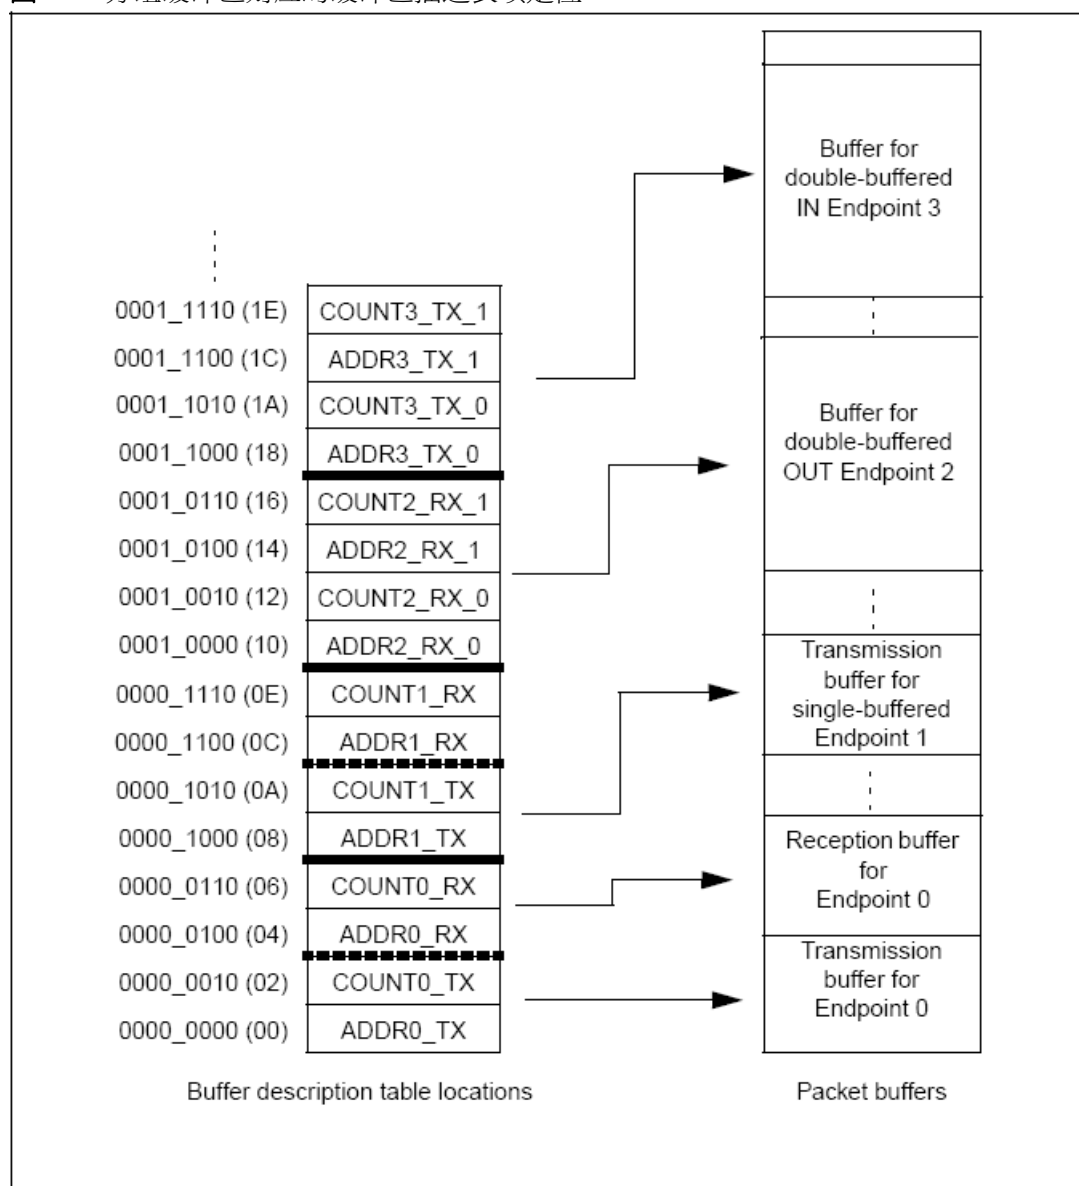 0001_1110 (1E) COUNT3_TX_1
0001_1100 (1C) ADDR3_TX_1
0001_1010 (1A) COUNT3_TX_0
0001_1000 (18) ADDR3_TX_0
0001_0110 (16) COUNT2_RX_1
0001_0100 (14) ADDR2_RX_1
0001_0010 (12) COUNT2_RX_0
0001_0000 (10) ADDR2_RX_0
0000_1110 (0E) COUNT1_RX
0000_1100 (0C) ADDR1_RX
0000_1010 (0A) COUNT1_TX
0000_1000 (08) ADDR1_TX
0000_0110 (06) COUNT0_RX
0000_0100 (04) ADDR0_RX
0000_0010 (02) COUNT0_TX
0000_0000 (00) ADDR0_TX
Buffer description table locations
Buffer for
double-buffered
IN Endpoint 3
Buffer for
double-buffered
OUT Endpoint 2
Transmission
buffer for
single-buffered
Endpoint 1
Reception buffer
for
Endpoint 0
Transmission
buffer for
Endpoint 0
Packet buffers